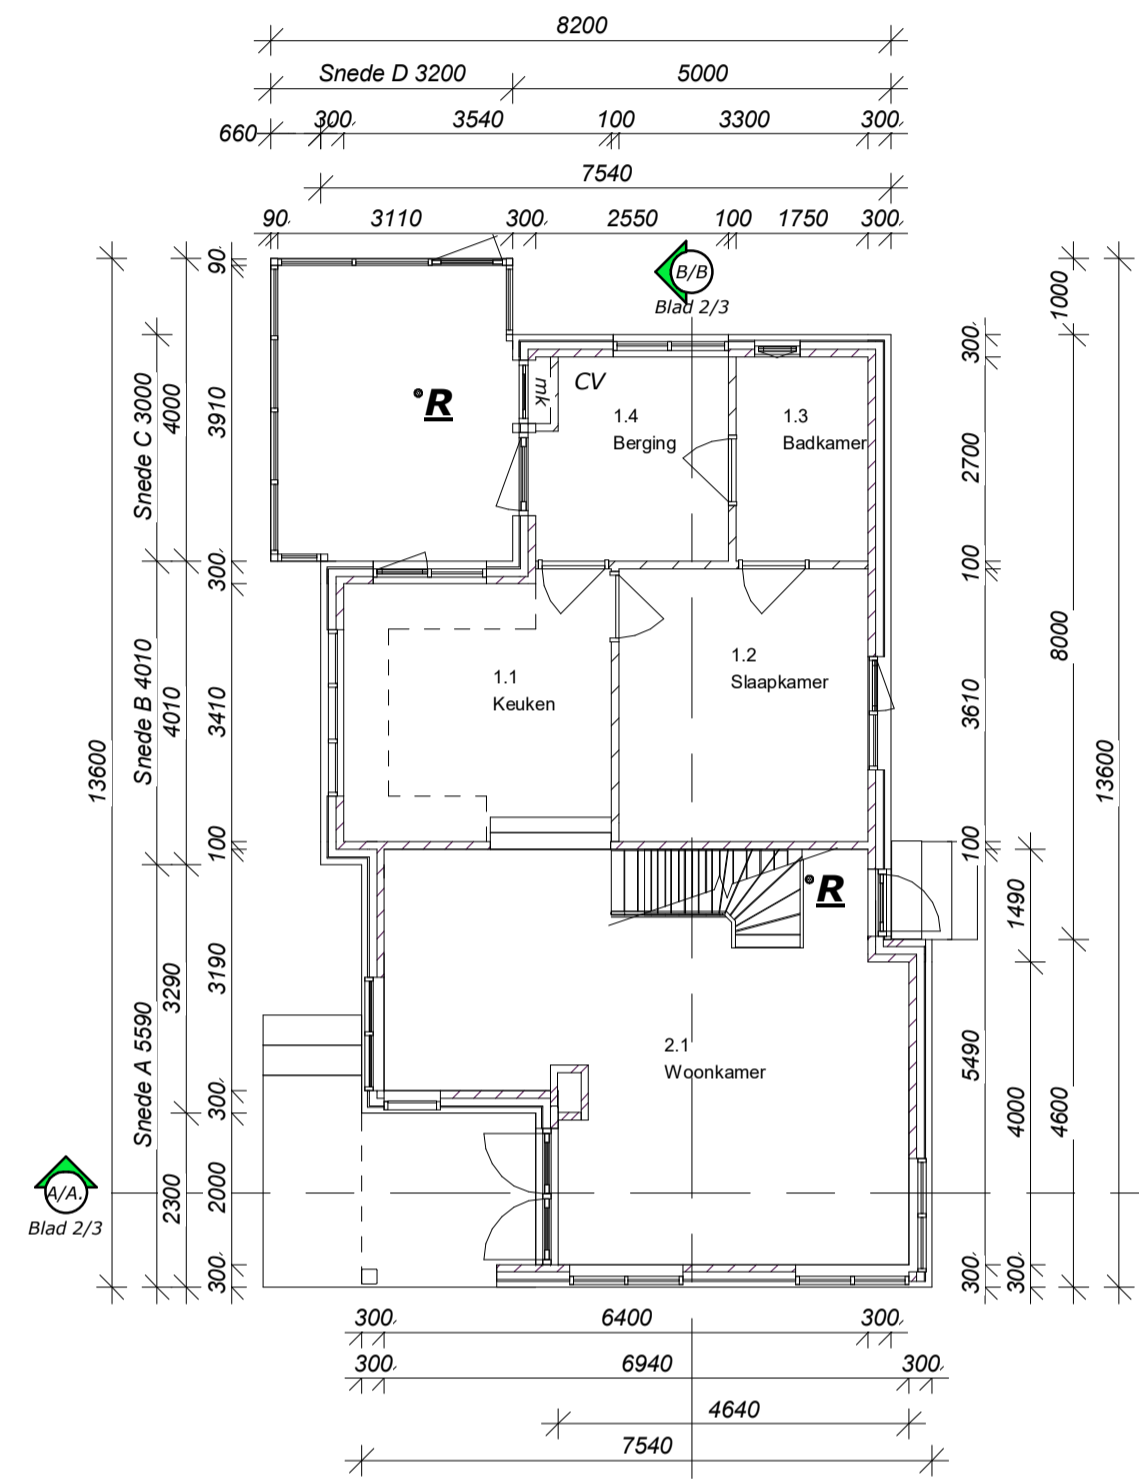 8200
Snede D 3200 5000
660 300 3540 100 3300 300
7540
90 3110 300 2550 100 1750 300
B/B
Blad 2/3
13600
Snede C 3000
4000
90
3910
300
Snede B 4010
4010
3410
100
Snede A 5590
3290
3190
300
2300
2000
300
R
mk
CV
1.4
Berging
1.3
Badkamer
1.1
Keuken
1.2
Slaapkamer
R
2.1
Woonkamer
A/A.
Blad 2/3
1000
300
2700
100
8000
3610
13600
100
1490
5490
4000
4600
300
300
300 6400 300
300 6940 300
4640
7540